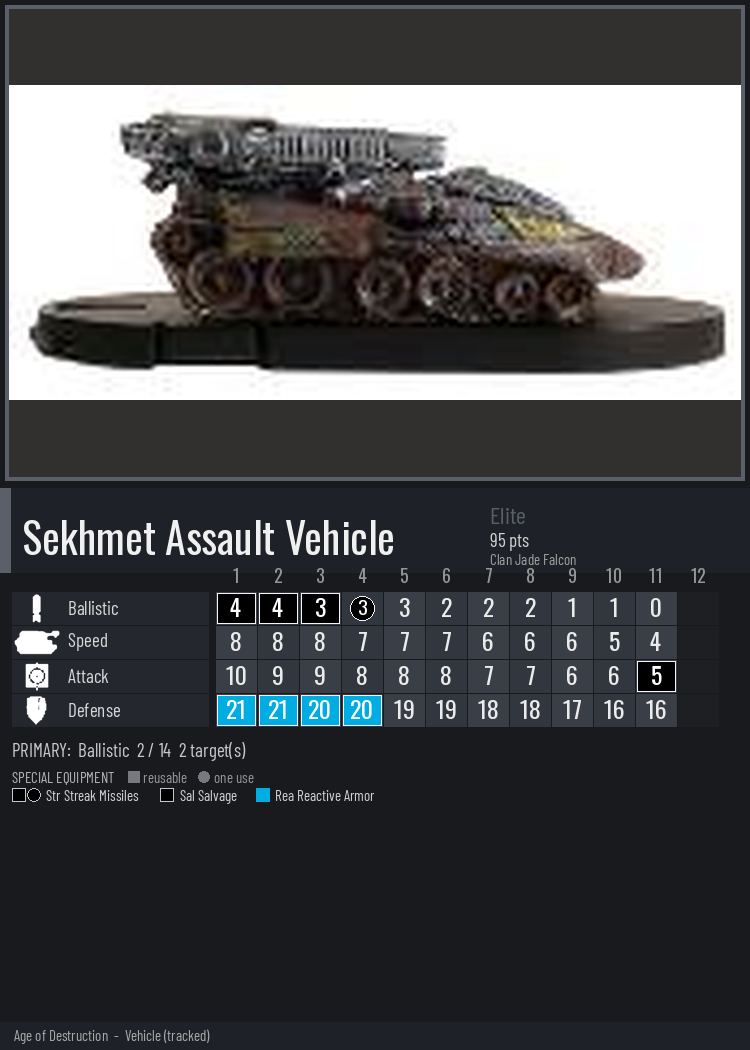 Sekhmet Assault Vehicle
Elite
95 pts
Clan Jade Falcon
1 2 3 4 5 6 7 8 9 10 11 12
Ballistic 4 4 3 3 3 2 2 2 1 1 0
Speed 8 8 8 7 7 7 6 6 6 5 4
Attack 10 9 9 8 8 8 7 7 6 6 5
Defense 21 21 20 20 19 19 18 18 17 16 16
PRIMARY: Ballistic 2 / 14 2 target(s)
SPECIAL EQUIPMENT reusable one use
Str Streak Missiles Sal Salvage Rea Reactive Armor
Age of Destruction - Vehicle (tracked)